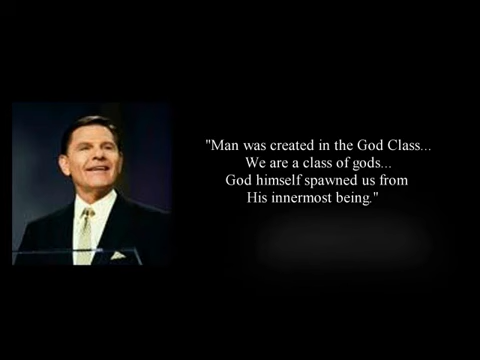 "Man was created in the God Class...
We are a class of gods...
God himself spawned us from
His innermost being."